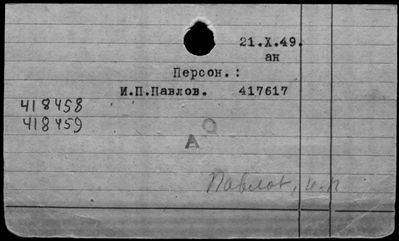 21.X.49.
ан
Персон.:
И.П.Павлов. 417617
418458
418459
А
Павлов, И.П